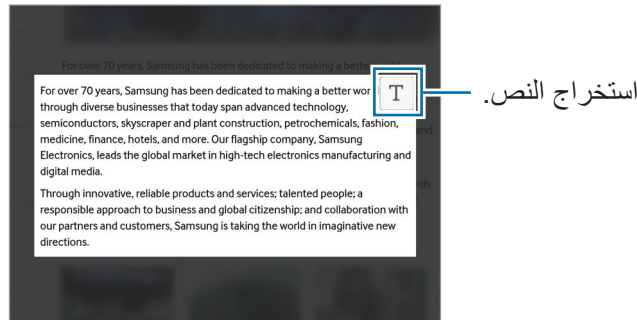 For over 70 years, Samsung has been dedicated to making a better
For over 70 years, Samsung has been dedicated to making a better
T
through diverse businesses that today span advanced technology,
semiconductors, skyscraper and plant construction, petrochemicals, fashion,
and
medicine, finance, hotels, and more. Our flagship company, Samsung
Electronics, leads the global market in high-tech electronics manufacturing and
digital media.
Through innovative, reliable products and services; talented people; a
responsible approach to business and global citizenship; and collaboration with
our partners and customers, Samsung is taking the world in imaginative new
directions.
استخراج النص.